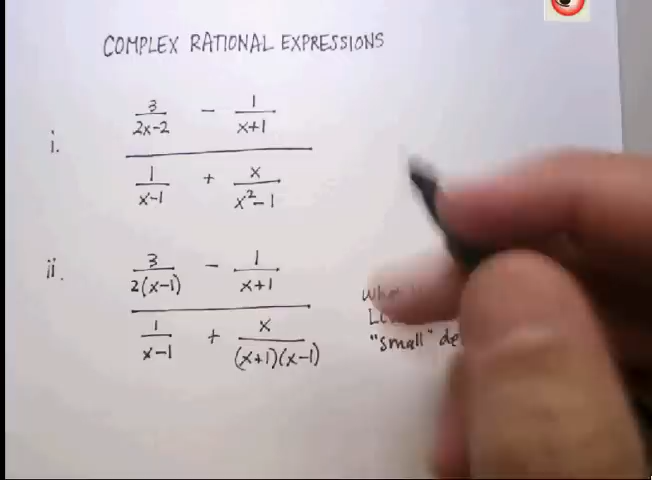 COMPLEX RATIONAL EXPRESSIONS
i.
3/(2x-2) - 1/(x+1)
1/(x-1) + x/(x²-1)
ii.
3/(2(x-1)) - 1/(x+1)
1/(x-1) + x/((x+1)(x-1))
"small"